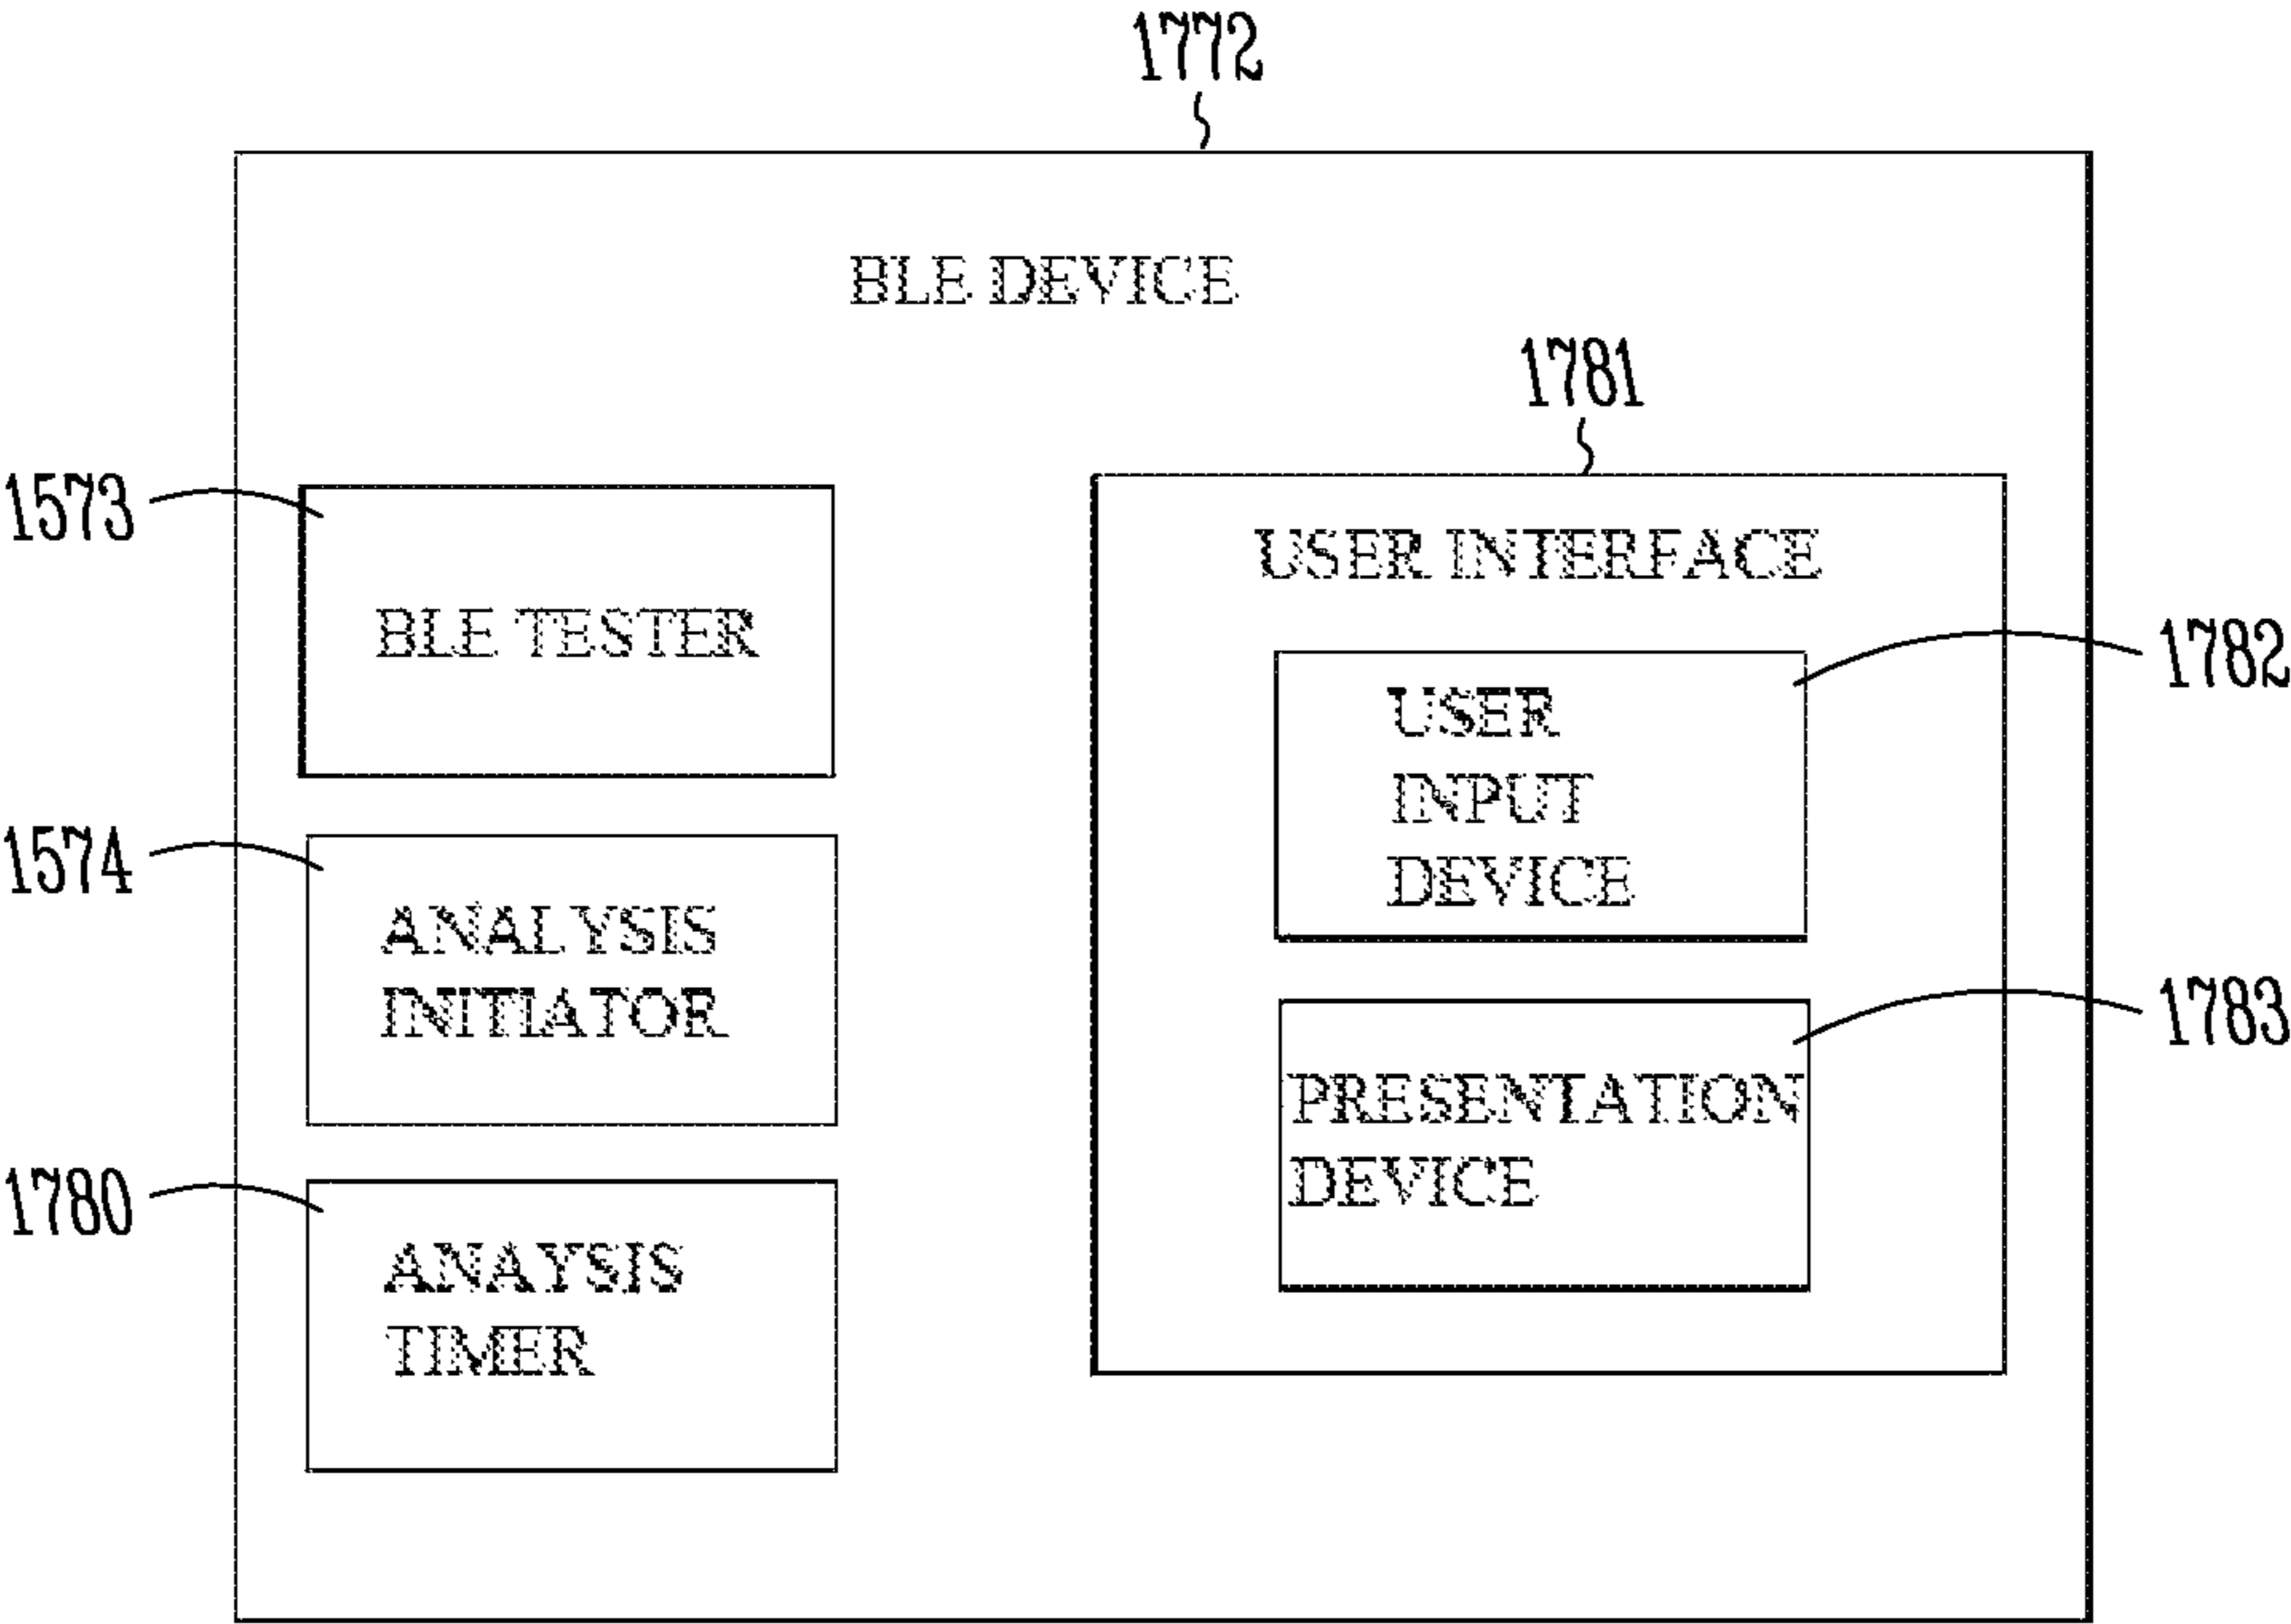 1772
BLE DEVICE
1781
1573
USER INTERFACE
BLE TESTER
1782
USER
INPUT
DEVICE
1574
ANALYSIS
INITIATOR
1783
PRESENTATION
DEVICE
1780
ANAYSIS
TIMER